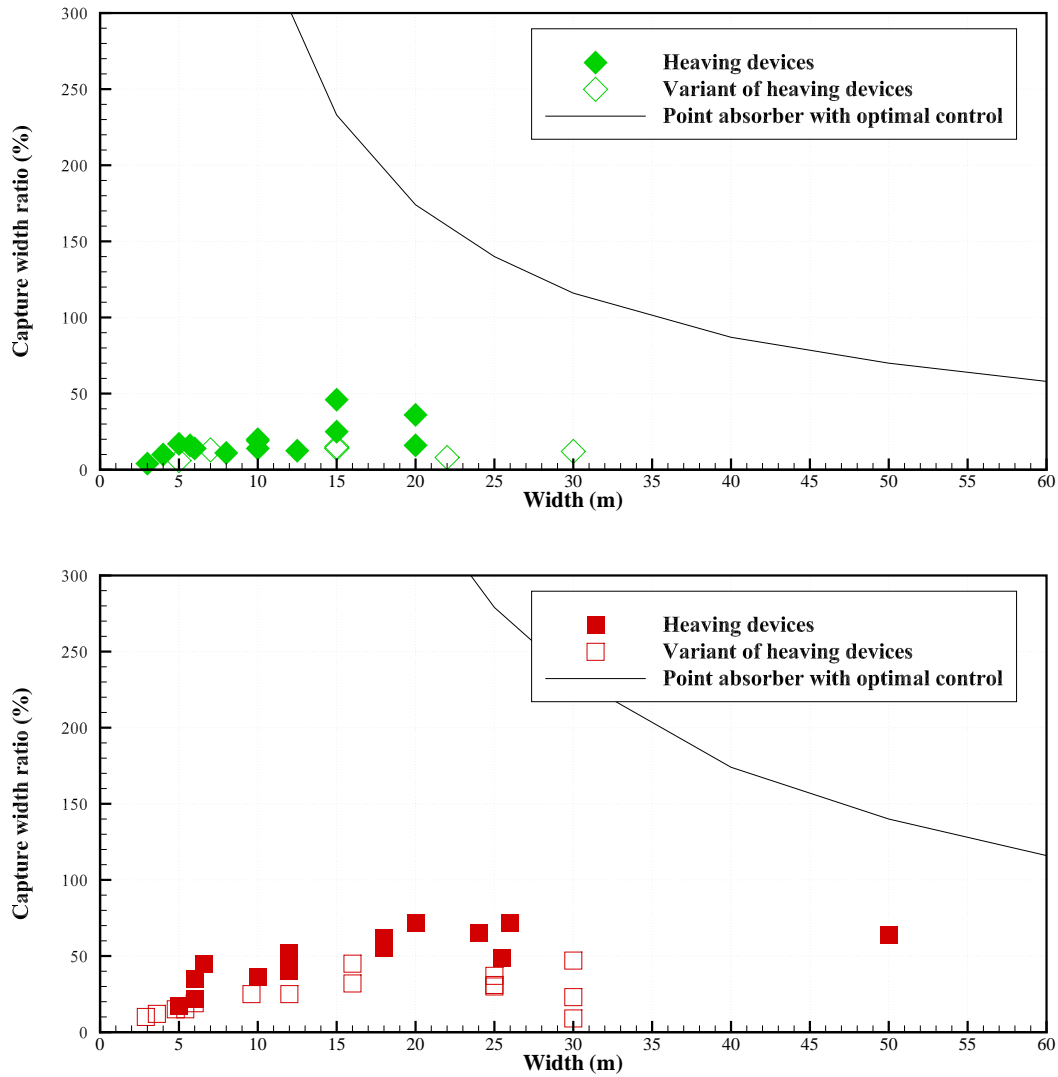 300
250
200
150
100
50
0
Capture width ratio (%)
Heaving devices
Variant of heaving devices
Point absorber with optimal control
0 5 10 15 20 25 30 35 40 45 50 55 60
Width (m)
300
250
200
150
100
50
0
Capture width ratio (%)
Heaving devices
Variant of heaving devices
Point absorber with optimal control
0 5 10 15 20 25 30 35 40 45 50 55 60
Width (m)